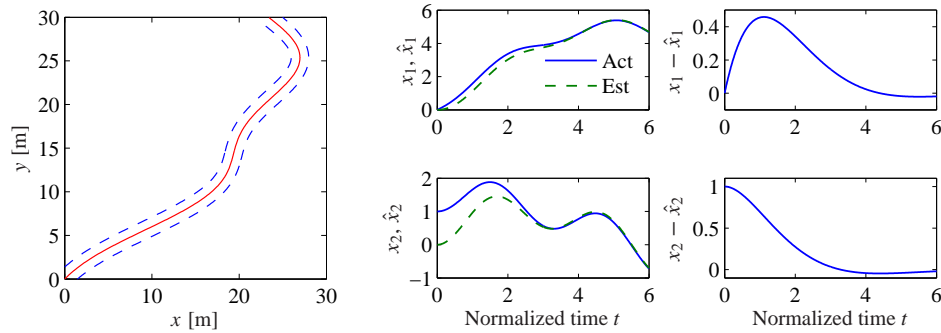 30
25
20
15
10
5
0
y [m]
0 10 20 30
x [m]
6
4
2
0
x₁, x̂₁
Act
Est
0 2 4 6
0.4
0.2
0
x₁ − x̂₁
0 2 4 6
2
1
0
−1
x₂, x̂₂
0 2 4 6
Normalized time t
1
0.5
0
x₂ − x̂₂
0 2 4 6
Normalized time t